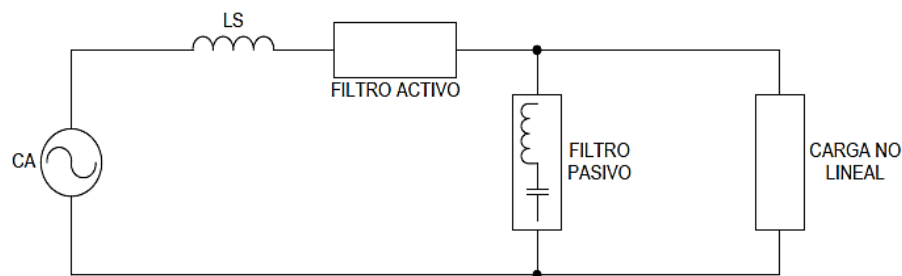 LS
FILTRO ACTIVO
CA
FILTRO
PASIVO
CARGA NO
LINEAL